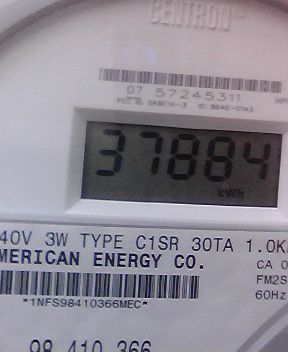 CENTRON®
07 57245311
37884
kWh
40V 3W TYPE C1SR 30TA 1.0K
MERICAN ENERGY CO.
CA 0
FM2S
60Hz
*1NFS98410366MEC*
98 410 366